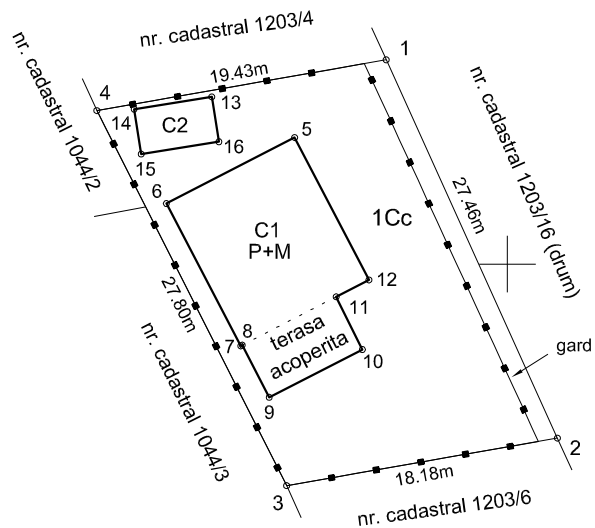 nr. cadastral 1203/4
1
nr. cadastral 1203/16 (drum)
19.43m
4
13
14
C2
nr. cadastral 1044/2
15
16
5
6
27.46m
C1
P+M
1Cc
12
27.80m
11
8
7
terasa
acoperita
10
gard
nr. cadastral 1044/3
9
2
18.18m
3
nr. cadastral 1203/6